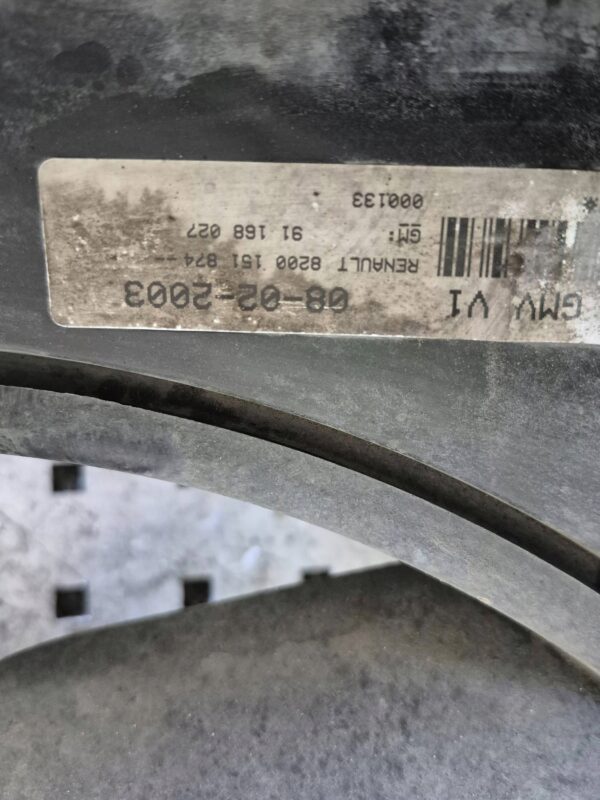 GMV V1 08-02-2003
RENAULT 8200 151 874--
GM: 91 168 027
000133